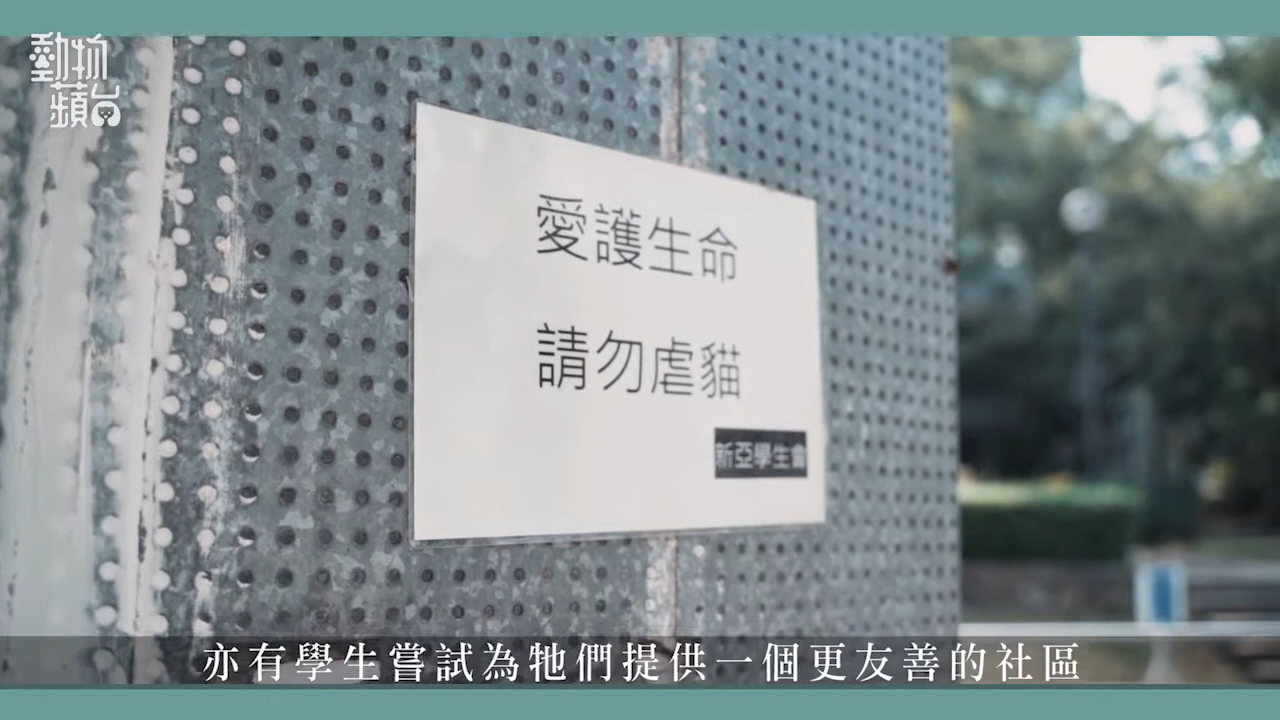 動物
蘋台
愛護生命
請勿虐貓
新亞學生會
亦有學生嘗試為牠們提供一個更友善的社區